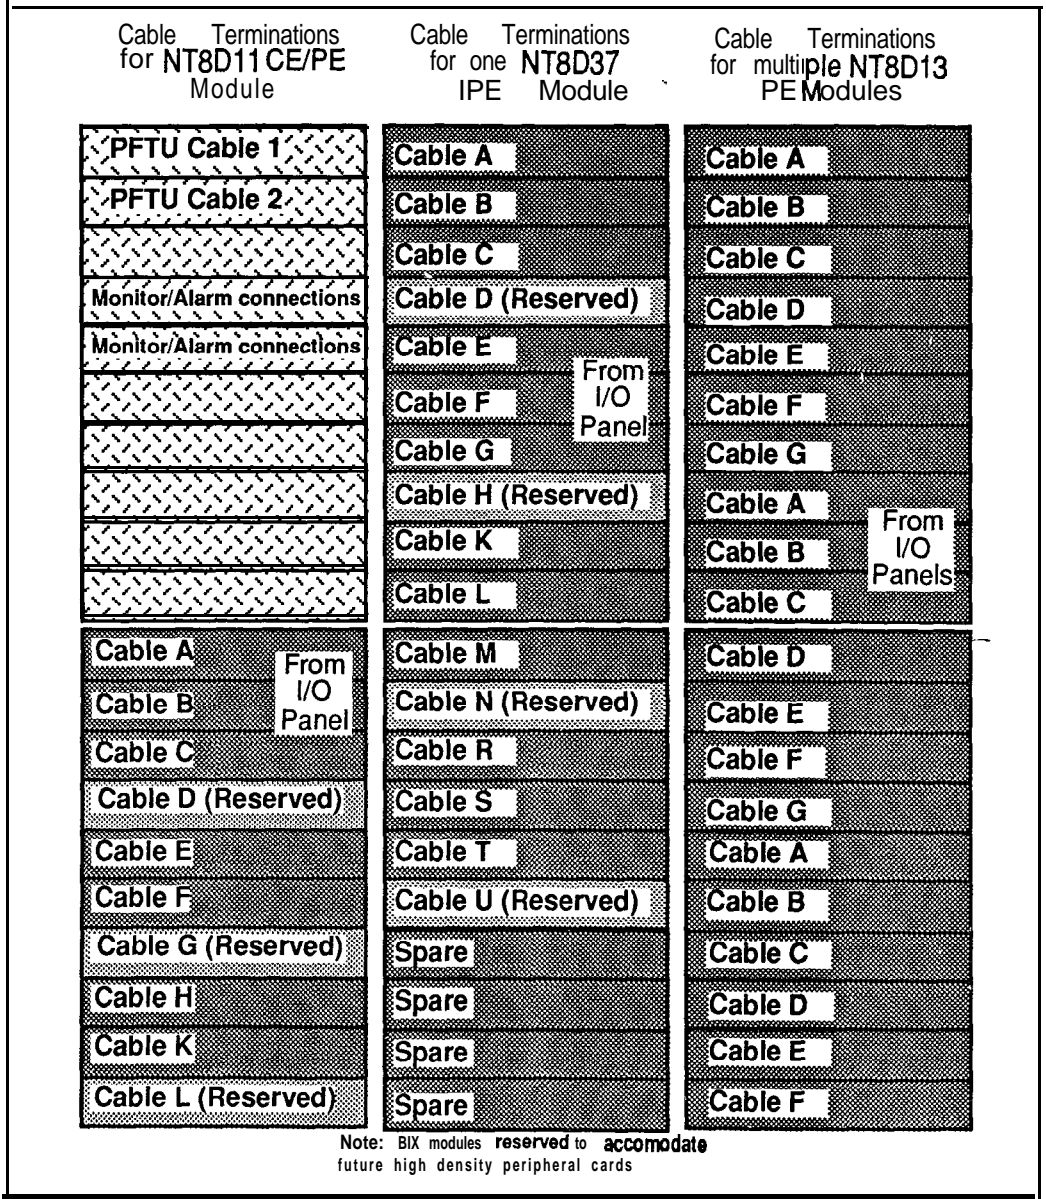 Cable Terminations
for NT8D11 CE/PE
Module
PFTU Cable 1
PFTU Cable 2
Monitor/Alarm connections
Monitor/Alarm connections
Cable A
Cable B
Cable C
Cable D (Reserved)
Cable E
Cable F
Cable G (Reserved)
Cable H
Cable K
Cable L (Reserved)
From
I/O
Panel
Cable Terminations
for one NT8D37
IPE Module
Cable A
Cable B
Cable C
Cable D (Reserved)
Cable E
Cable F
Cable G
Cable H (Reserved)
Cable K
Cable L
From
I/O
Panel
Cable M
Cable N (Reserved)
Cable R
Cable S
Cable T
Cable U (Reserved)
Spare
Spare
Spare
Spare
Cable Terminations
for multiple NT8D13
PE Modules
Cable A
Cable B
Cable C
Cable D
Cable E
Cable F
Cable G
Cable A
Cable B
Cable C
From
I/O
Panels
Cable D
Cable E
Cable F
Cable G
Cable A
Cable B
Cable C
Cable D
Cable E
Cable F
Note: BIX modules reserved to accomodate
future high density peripheral cards